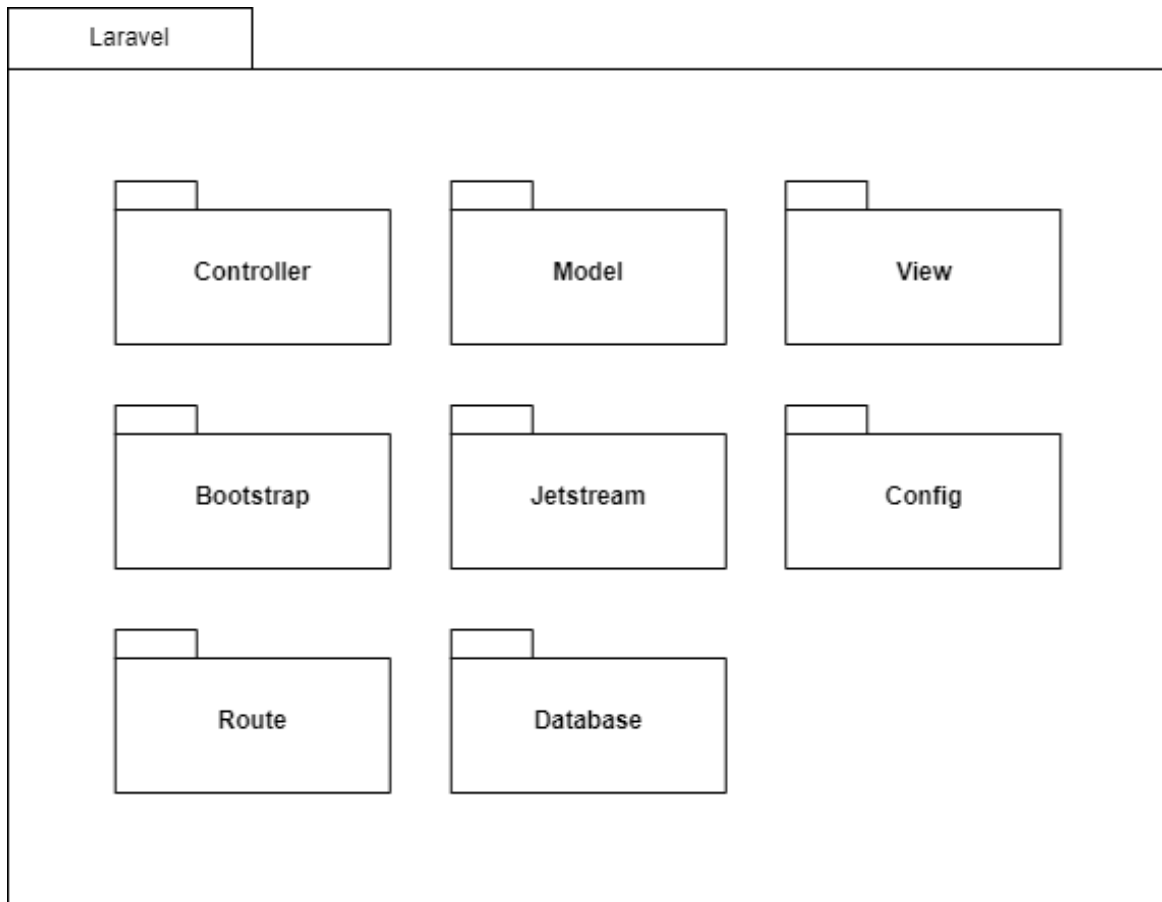 Laravel
Controller
Model
View
Bootstrap
Jetstream
Config
Route
Database